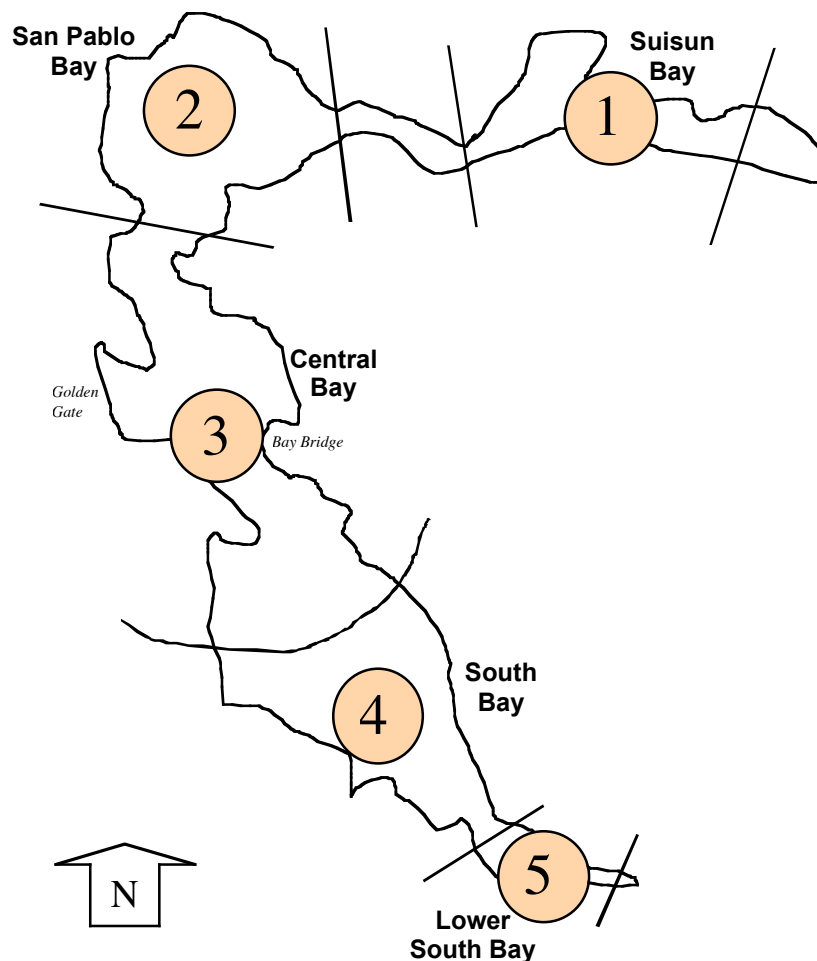 San Pablo
Bay
Suisun
Bay
2
1
Central
Bay
Golden
Gate
3
Bay Bridge
South
Bay
4
5
N
Lower
South Bay